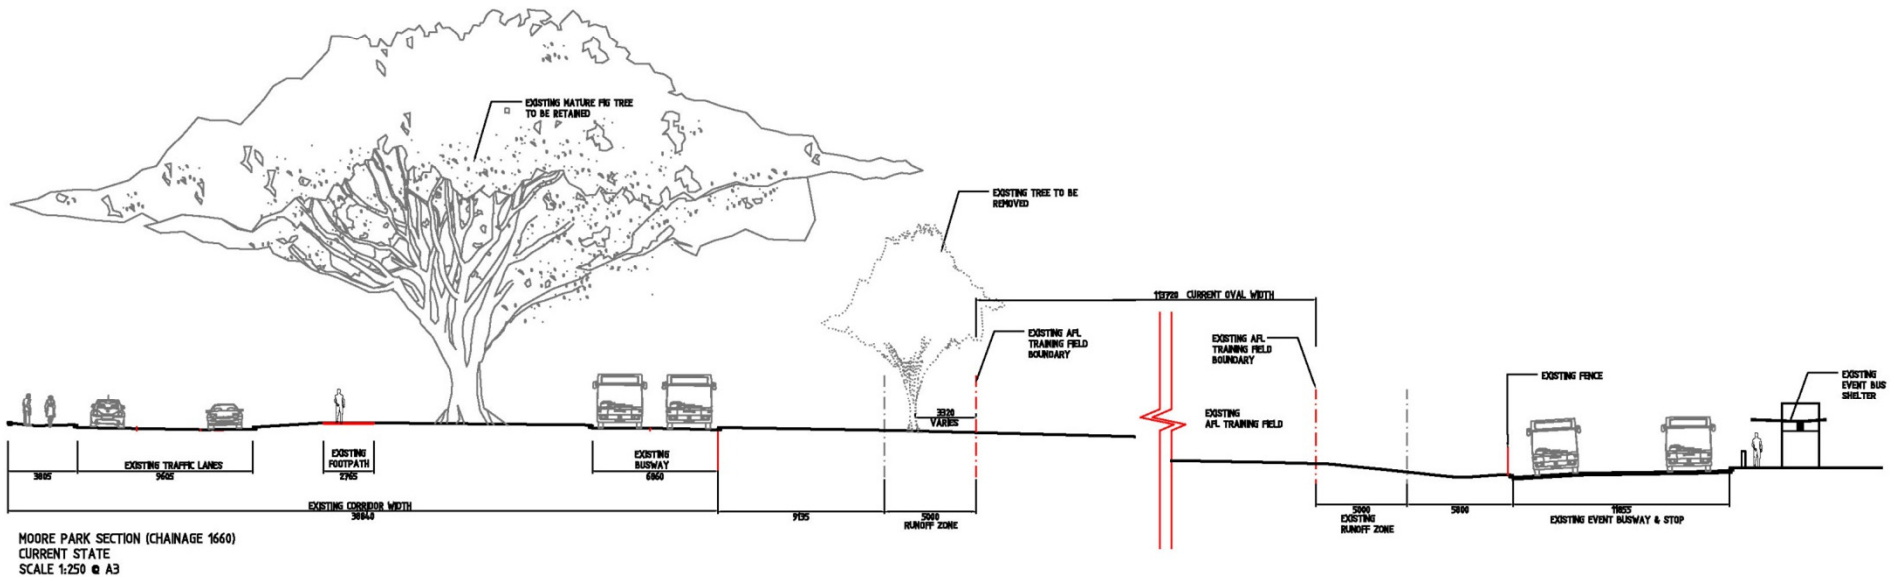 EXISTING MATURE FIG TREE
TO BE RETAINED
EXISTING TREE TO BE
REMOVED
113720 CURRENT OVAL WIDTH
EXISTING AFL
TRAINING FIELD
BOUNDARY
EXISTING AFL
TRAINING FIELD
BOUNDARY
EXISTING FENCE
EXISTING
EVENT BUS
SHELTER
3320
VARIES
EXISTING
AFL TRAINING FIELD
3805
EXISTING TRAFFIC LANES
9605
EXISTING
FOOTPATH
2765
EXISTING
BUSWAY
6860
EXISTING CORRIDOR WIDTH
38840
9135
5000
RUNOFF ZONE
5000
EXISTING
RUNOFF ZONE
5800
11855
EXISTING EVENT BUSWAY & STOP
MOORE PARK SECTION (CHAINAGE 1660)
CURRENT STATE
SCALE 1:250 @ A3